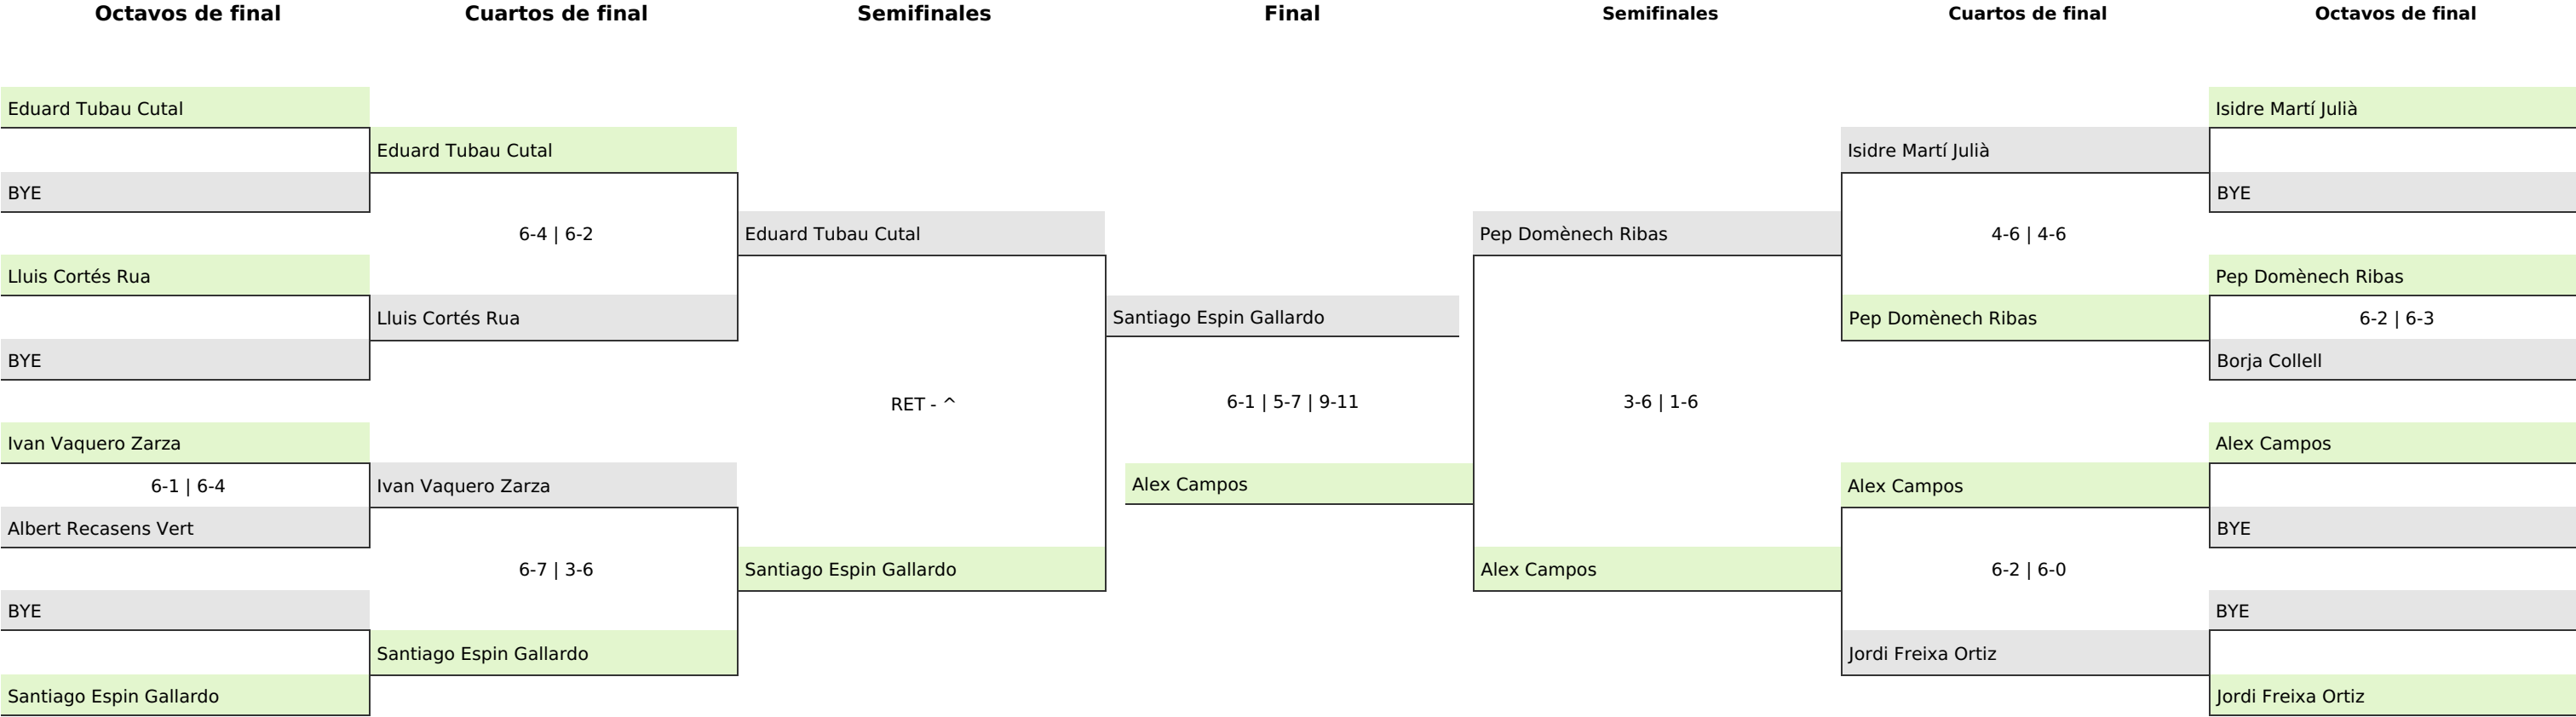 Octavos de final
Cuartos de final
Semifinales
Final
Semifinales
Cuartos de final
Octavos de final
Eduard Tubau Cutal
BYE
Lluis Cortés Rua
BYE
Ivan Vaquero Zarza
6-1 | 6-4
Albert Recasens Vert
BYE
Santiago Espin Gallardo
Eduard Tubau Cutal
6-4 | 6-2
Lluis Cortés Rua
Ivan Vaquero Zarza
6-7 | 3-6
Santiago Espin Gallardo
Eduard Tubau Cutal
RET - ^
Santiago Espin Gallardo
Santiago Espin Gallardo
6-1 | 5-7 | 9-11
Alex Campos
Pep Domènech Ribas
3-6 | 1-6
Alex Campos
Isidre Martí Julià
4-6 | 4-6
Pep Domènech Ribas
Alex Campos
6-2 | 6-0
Jordi Freixa Ortiz
Isidre Martí Julià
BYE
Pep Domènech Ribas
6-2 | 6-3
Borja Collell
Alex Campos
BYE
BYE
Jordi Freixa Ortiz